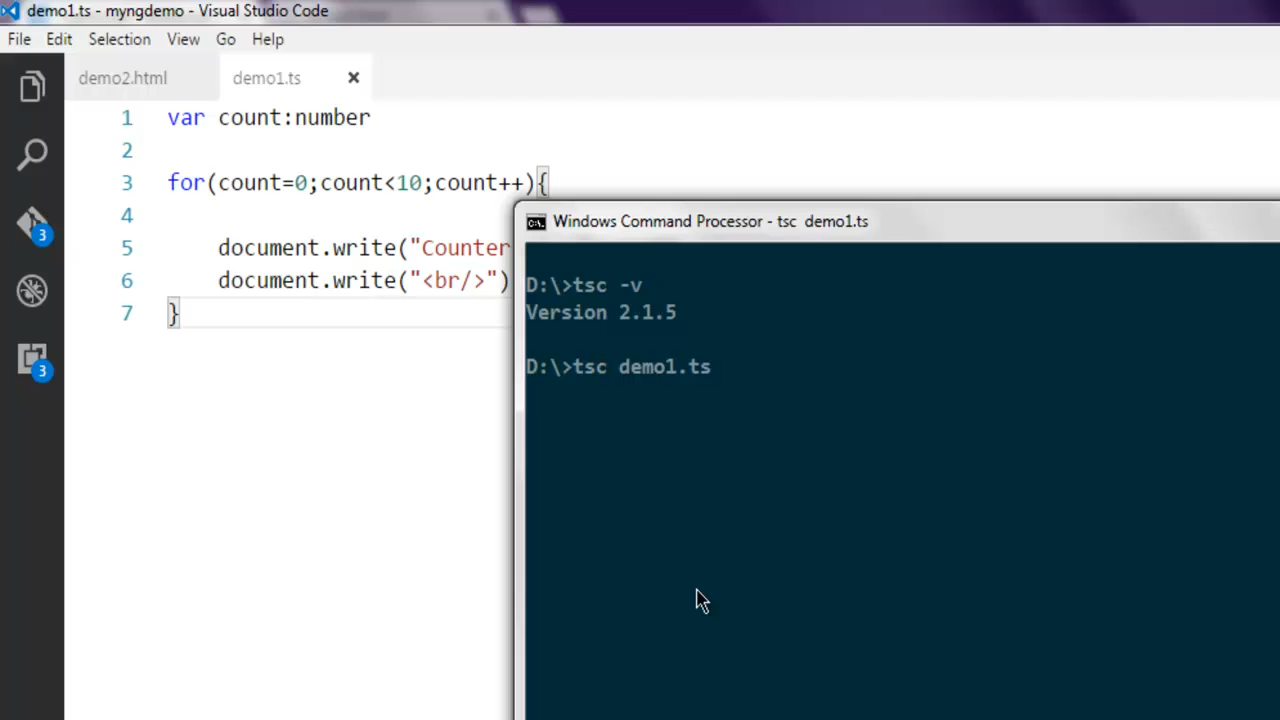 demo1.ts - myngdemo - Visual Studio Code
File Edit Selection View Go Help
demo2.html demo1.ts
1 var count:number
2
3 for(count=0;count<10;count++){
4
5 document.write("Counter
6 document.write("<br/>")
7 }
3
3
Windows Command Processor - tsc demo1.ts
D:\>tsc -v
Version 2.1.5
D:\>tsc demo1.ts